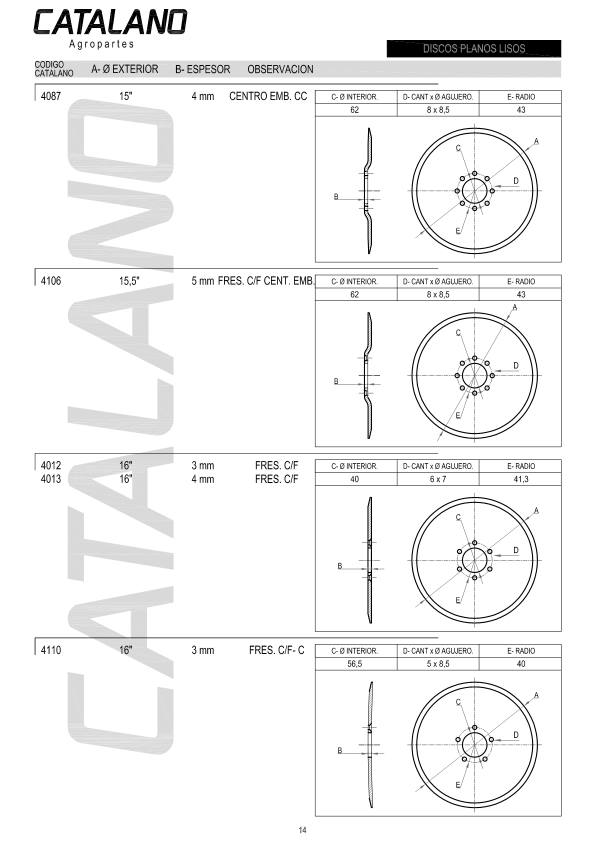 CATALANO
Agropartes
DISCOS PLANOS LISOS
CODIGO CATALANO A- Ø EXTERIOR B- ESPESOR OBSERVACION
4087 15" 4 mm CENTRO EMB. CC
C- Ø INTERIOR. D- CANT x Ø AGUJERO. E- RADIO
62 8 x 8,5 43
A
C
D
B
E
4106 15,5" 5 mm FRES. C/F CENT. EMB.
C- Ø INTERIOR. D- CANT x Ø AGUJERO. E- RADIO
62 8 x 8,5 43
A
C
D
B
E
4012 16" 3 mm FRES. C/F
4013 16" 4 mm FRES. C/F
C- Ø INTERIOR. D- CANT x Ø AGUJERO. E- RADIO
40 6 x 7 41,3
A
C
D
B
E
4110 16" 3 mm FRES. C/F- C
C- Ø INTERIOR. D- CANT x Ø AGUJERO. E- RADIO
56,5 5 x 8,5 40
A
C
D
B
E
CATALANO
14